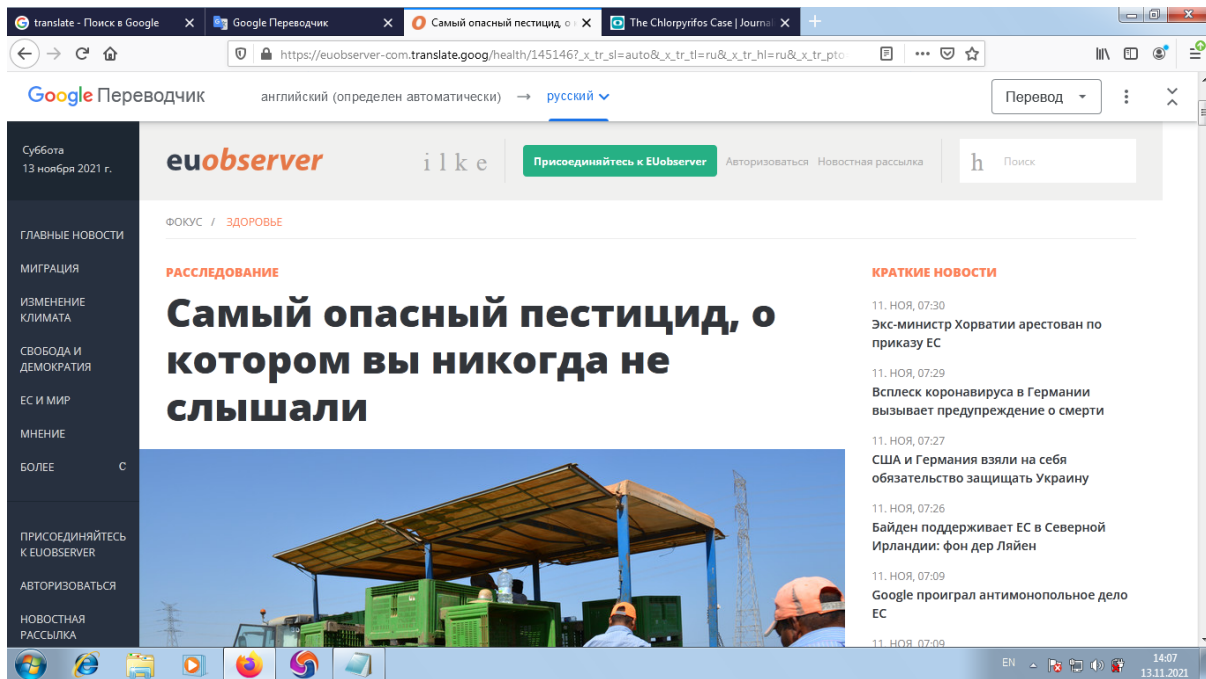 translate - Поиск в Google
Google Переводчик
Самый опасный пестицид, о
The Chlorpyrifos Case | Journal
https://euobserver-com.translate.goog/health/145146?_x_tr_sl=auto&_x_tr_tl=ru&_x_tr_hl=ru&_x_tr_pto
Google Переводчик
английский (определен автоматически) → русский
Перевод
Суббота
13 ноября 2021 г.
euobserver
i l k e
Присоединяйтесь к EUobserver
Авторизоваться Новостная рассылка
h Поиск
ГЛАВНЫЕ НОВОСТИ
МИГРАЦИЯ
ИЗМЕНЕНИЕ
КЛИМАТА
СВОБОДА И
ДЕМОКРАТИЯ
ЕС И МИР
МНЕНИЕ
БОЛЕЕ C
ПРИСОЕДИНЯЙТЕСЬ
К EUOBSERVER
АВТОРИЗОВАТЬСЯ
НОВОСТНАЯ
РАССЫЛКА
ФОКУС / ЗДОРОВЬЕ
РАССЛЕДОВАНИЕ
Самый опасный пестицид, о
котором вы никогда не
слышали
КРАТКИЕ НОВОСТИ
11. НОЯ, 07:30
Экс-министр Хорватии арестован по
приказу ЕС
11. НОЯ, 07:29
Всплеск коронавируса в Германии
вызывает предупреждение о смерти
11. НОЯ, 07:27
США и Германия взяли на себя
обязательство защищать Украину
11. НОЯ, 07:26
Байден поддерживает ЕС в Северной
Ирландии: фон дер Ляйен
11. НОЯ, 07:09
Google проиграл антимонопольное дело
ЕС
11. НОЯ, 07:09
EN
14:07
13.11.2021